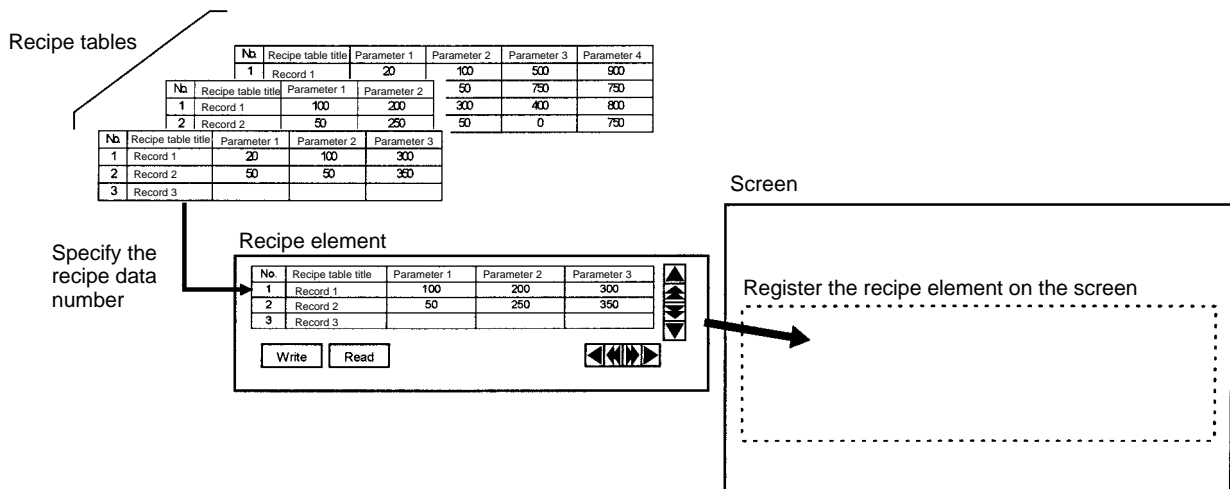 Recipe tables
No. Recipe table title Parameter 1 Parameter 2 Parameter 3 Parameter 4
1 Record 1 20 100 500 900
50 750 750
300 400 800
50 0 750
No. Recipe table title Parameter 1 Parameter 2
1 Record 1 100 200
2 Record 2 50 250
No. Recipe table title Parameter 1 Parameter 2 Parameter 3
1 Record 1 20 100 300
2 Record 2 50 50 350
3 Record 3
Specify the
recipe data
number
Recipe element
No. Recipe table title Parameter 1 Parameter 2 Parameter 3
1 Record 1 100 200 300
2 Record 2 50 250 350
3 Record 3
Write Read
Screen
Register the recipe element on the screen